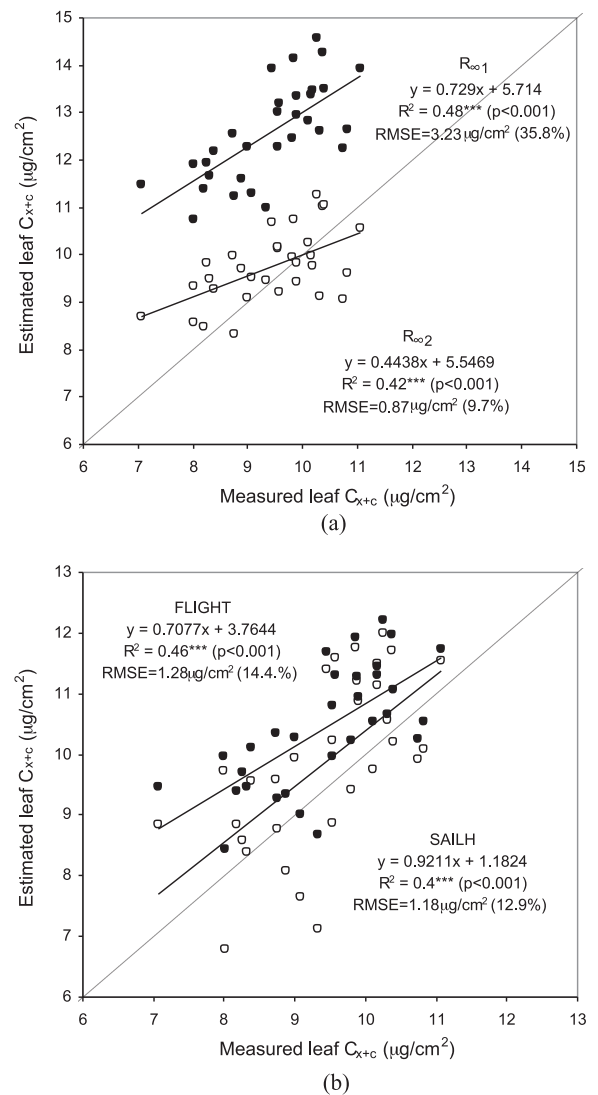 Estimated leaf Cx+c (μg/cm²)
15
14
13
12
11
10
9
8
7
6
R∞1
y = 0.729x + 5.714
R² = 0.48*** (p<0.001)
RMSE=3.23μg/cm² (35.8%)
R∞2
y = 0.4438x + 5.5469
R² = 0.42*** (p<0.001)
RMSE=0.87μg/cm² (9.7%)
6 7 8 9 10 11 12 13 14 15
Measured leaf Cx+c (μg/cm²)
(a)
Estimated leaf Cx+c (μg/cm²)
13
12
11
10
9
8
7
6
FLIGHT
y = 0.7077x + 3.7644
R² = 0.46*** (p<0.001)
RMSE=1.28μg/cm² (14.4.%)
SAILH
y = 0.9211x + 1.1824
R² = 0.4*** (p<0.001)
RMSE=1.18μg/cm² (12.9%)
6 7 8 9 10 11 12 13
Measured leaf Cx+c (μg/cm²)
(b)